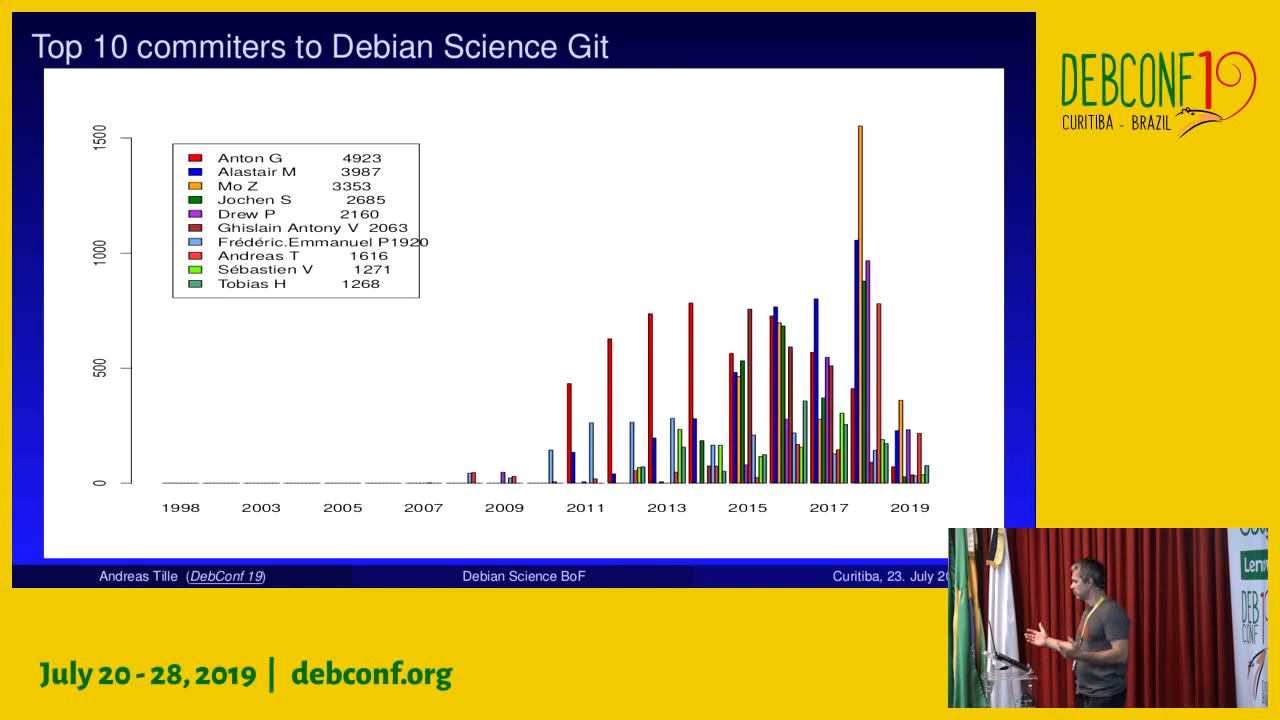 Top 10 commiters to Debian Science Git
DEBCONF19
CURITIBA - BRAZIL
1500
1000
500
0
Anton G 4923
Alastair M 3987
Mo Z 3353
Jochen S 2685
Drew P 2160
Ghislain Antony V 2063
Frédéric.Emmanuel P1920
Andreas T 1616
Sébastien V 1271
Tobias H 1268
1998 2003 2005 2007 2009 2011 2013 2015 2017 2019
Andreas Tille (DebConf 19) Debian Science BoF Curitiba, 23. July
DEB
CONF
July 20 - 28, 2019 | debconf.org